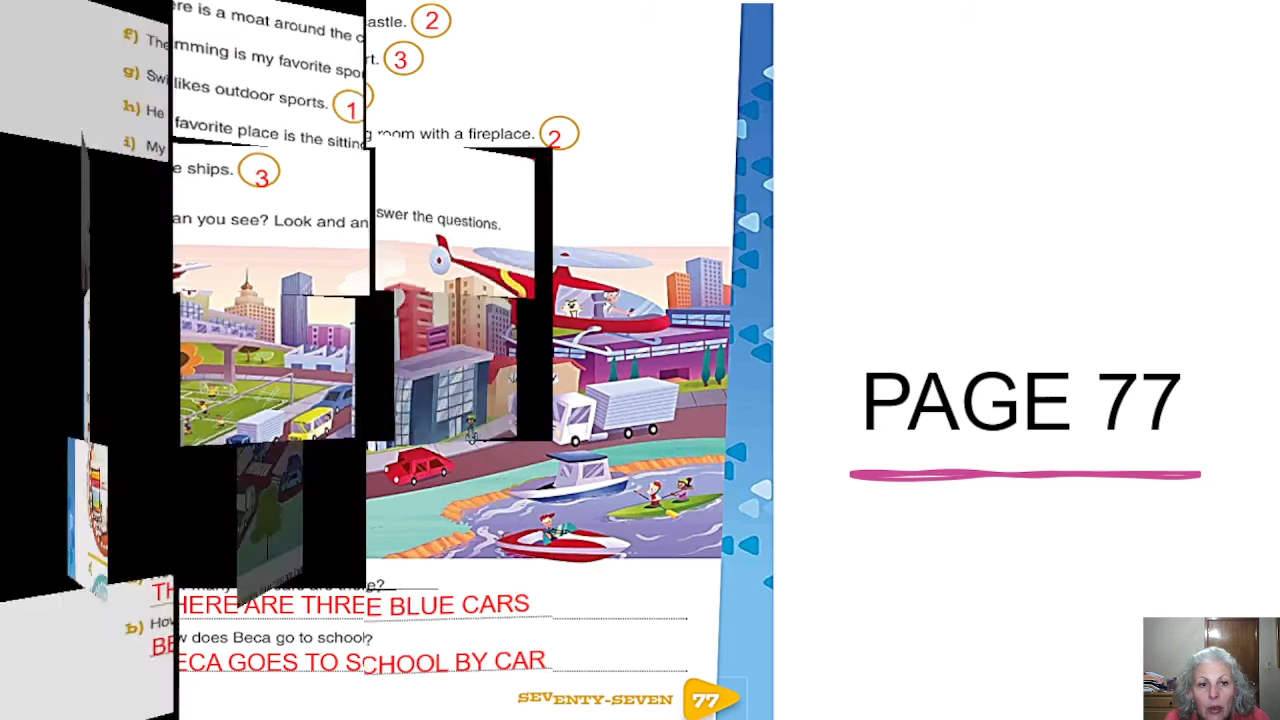 ere is a moat around the castle. 2
f) The
mming is my favorite sport. 3
g) Swi
likes outdoor sports. 1
h) He
favorite place is the sitting room with a fireplace. 2
i) My
e ships. 3
an you see? Look and answer the questions.
PAGE 77
there?
THERE ARE THREE BLUE CARS
b) How does Beca go to school?
BECA GOES TO SCHOOL BY CAR
SEVENTY-SEVEN 77